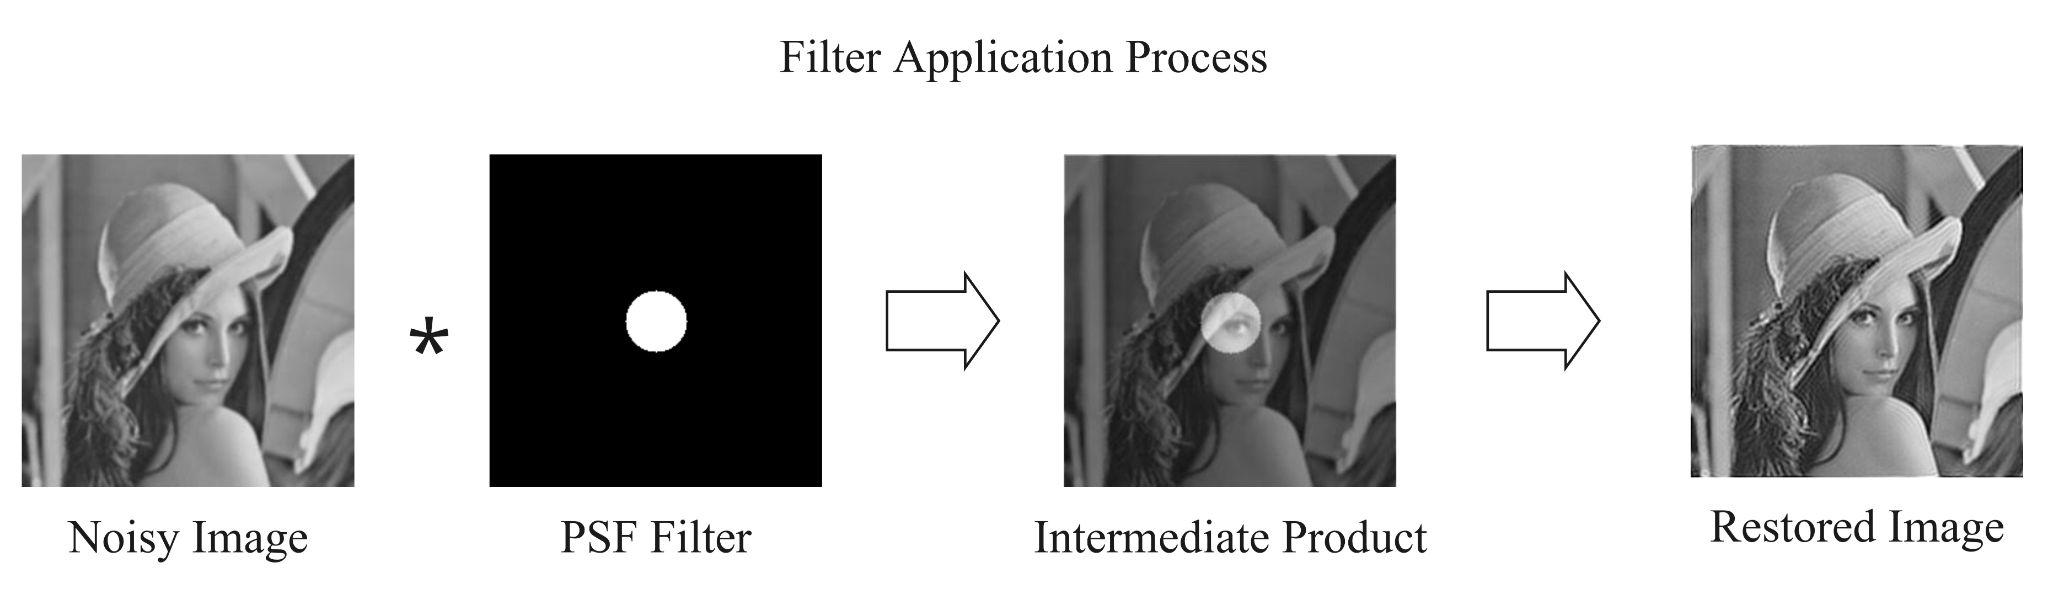 Filter Application Process
*
Noisy Image
PSF Filter
Intermediate Product
Restored Image